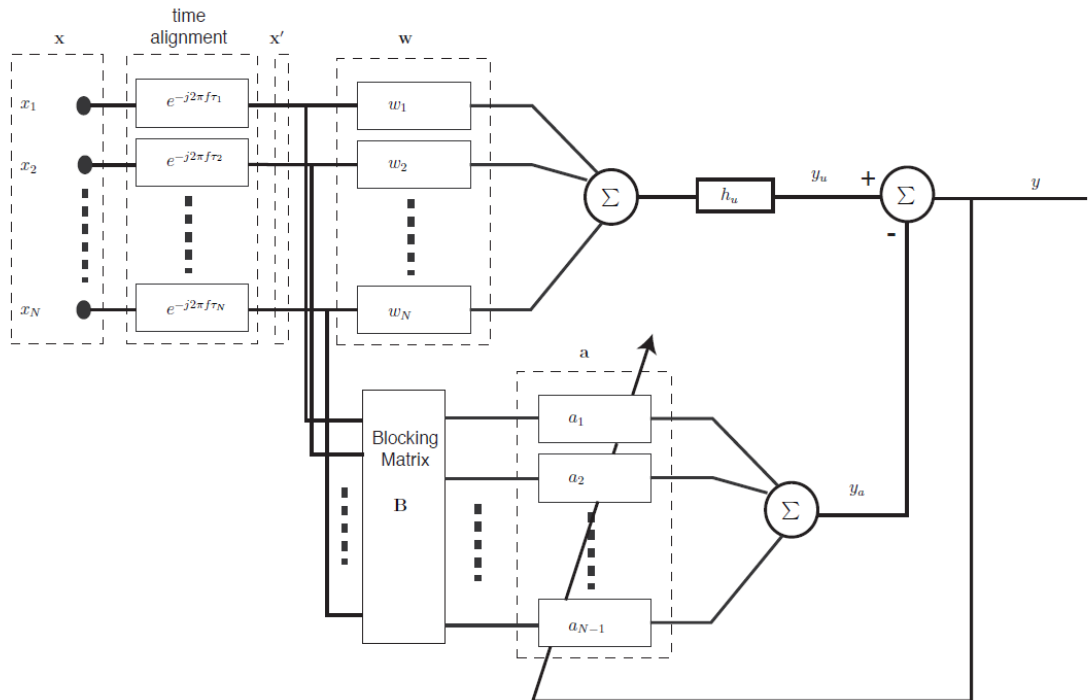 time
alignment
x
x′
w
x₁
e^{-j2πfτ₁}
w₁
x₂
e^{-j2πfτ₂}
w₂
Σ
h_u
y_u
+
Σ
y
-
x_N
e^{-j2πfτ_N}
w_N
a
Blocking
Matrix
B
a₁
a₂
Σ
y_a
a_{N−1}